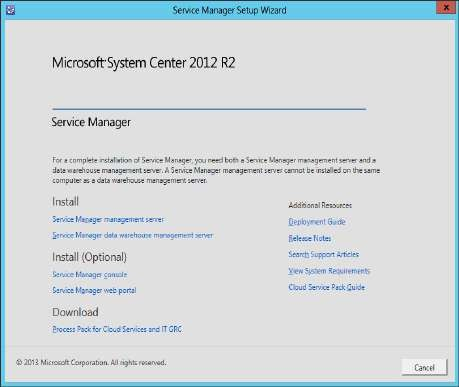 Service Manager Setup Wizard
x
Microsoft System Center 2012 R2
Service Manager
For a complete installation of Service Manager, you need both a Service Manager management server and a
data warehouse management server. A Service Manager management server cannot be installed on the same
computer as a data warehouse management server.
Install
Service Manager management server
Service Manager data warehouse management server
Install (Optional)
Service Manager console
Service Manager web portal
Download
Process Pack for Cloud Services and IT GRC
Additional Resources
Deployment Guide
Release Notes
Search Support Articles
View System Requirements
Cloud Service Pack Guide
© 2013 Microsoft Corporation. All rights reserved.
Cancel